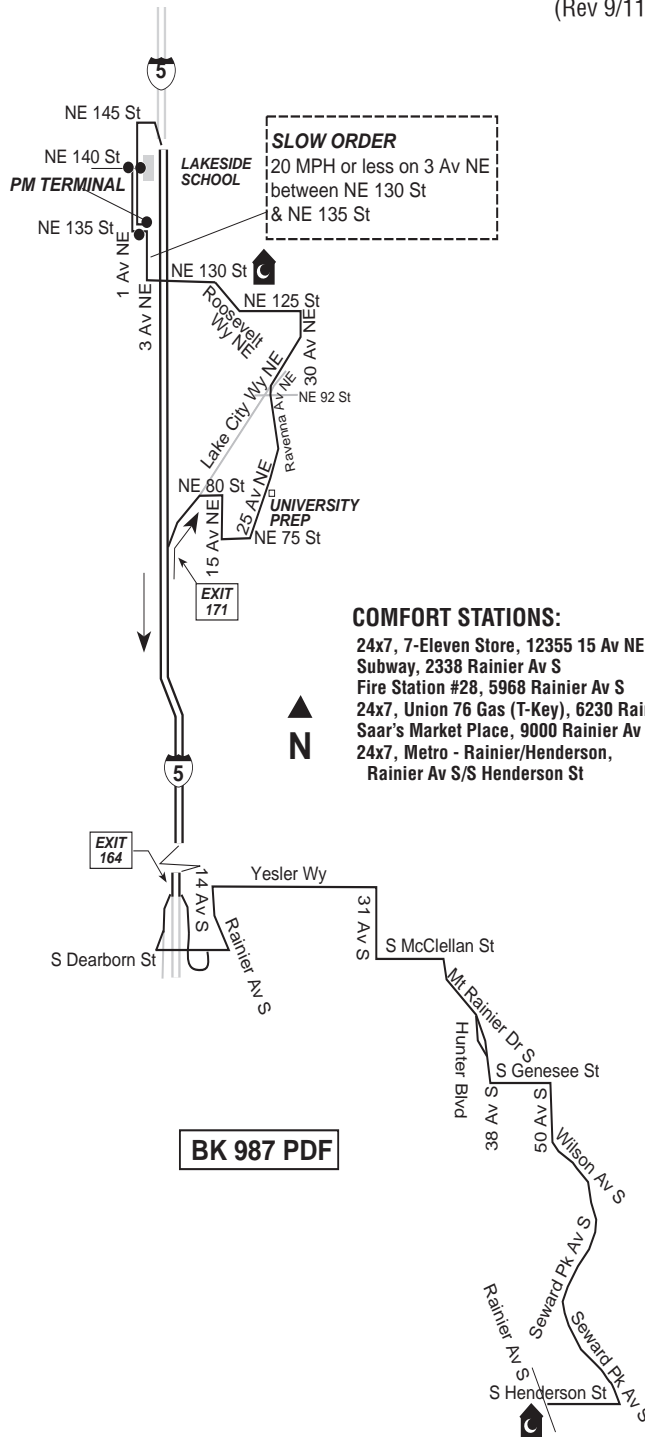 (Rev 9/11
5
NE 145 St
NE 140 St
LAKESIDE
SCHOOL
PM TERMINAL
NE 135 St
SLOW ORDER
20 MPH or less on 3 Av NE
between NE 130 St
& NE 135 St
1 Av NE
3 Av NE
NE 130 St
Roosevelt
Wy NE
NE 125 St
30 Av NE
Lake City Wy NE
Ravenna Av NE
NE 92 St
NE 80 St
25 Av NE
UNIVERSITY
PREP
15 Av NE
NE 75 St
EXIT
171
COMFORT STATIONS:
24x7, 7-Eleven Store, 12355 15 Av NE
Subway, 2338 Rainier Av S
Fire Station #28, 5968 Rainier Av S
24x7, Union 76 Gas (T-Key), 6230 Rai
Saar's Market Place, 9000 Rainier Av
24x7, Metro - Rainier/Henderson,
Rainier Av S/S Henderson St
N
5
EXIT
164
14 Av S
Yesler Wy
31 Av S
S Dearborn St
Rainier Av S
S McClellan St
Mt Rainier Dr S
Hunter Blvd
S Genesee St
38 Av S
50 Av S
Wilson Av S
BK 987 PDF
Seward Pk Av S
Rainier Av S
Seward Pk Av S
S Henderson St